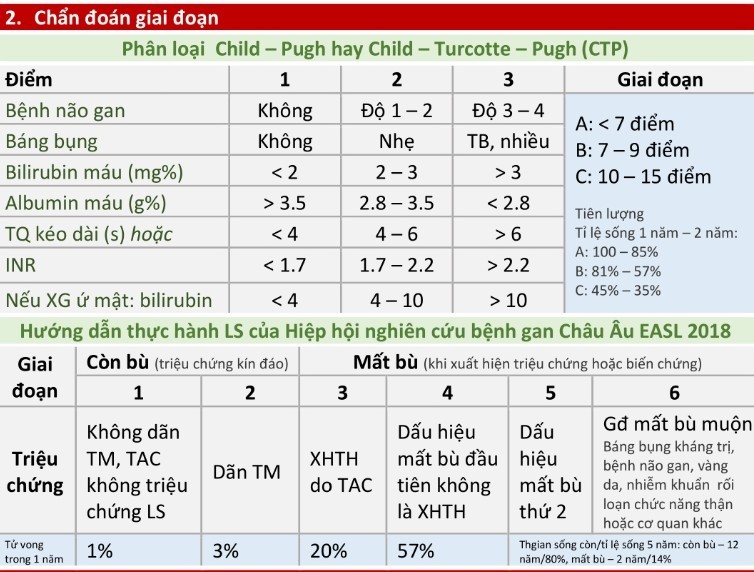 2. Chẩn đoán giai đoạn
Phân loại Child – Pugh hay Child – Turcotte – Pugh (CTP)
Điểm 1 2 3 Giai đoạn
Bệnh não gan Không Độ 1 – 2 Độ 3 – 4
Báng bụng Không Nhẹ TB, nhiều
Bilirubin máu (mg%) < 2 2 – 3 > 3
Albumin máu (g%) > 3.5 2.8 – 3.5 < 2.8
TQ kéo dài (s) hoặc < 4 4 – 6 > 6
INR < 1.7 1.7 – 2.2 > 2.2
Nếu XG ứ mật: bilirubin < 4 4 – 10 > 10
A: < 7 điểm
B: 7 – 9 điểm
C: 10 – 15 điểm
Tiên lượng
Tỉ lệ sống 1 năm – 2 năm:
A: 100 – 85%
B: 81% – 57%
C: 45% – 35%
Hướng dẫn thực hành LS của Hiệp hội nghiên cứu bệnh gan Châu Âu EASL 2018
Giai đoạn
Còn bù (triệu chứng kín đáo) Mất bù (khi xuất hiện triệu chứng hoặc biến chứng)
1 2 3 4 5 6
Triệu chứng
Không dãn
TM, TAC
không triệu
chứng LS
Dãn TM
XHTH
do TAC
Dấu hiệu
mất bù đầu
tiên không
là XHTH
Dấu
hiệu
mất bù
thứ 2
Gđ mất bù muộn
Báng bụng kháng trị,
bệnh não gan, vàng
da, nhiễm khuẩn rối
loạn chức năng thận
hoặc cơ quan khác
Tử vong
trong 1 năm
1% 3% 20% 57%
Thgian sống còn/tỉ lệ sống 5 năm: còn bù – 12
năm/80%, mất bù – 2 năm/14%